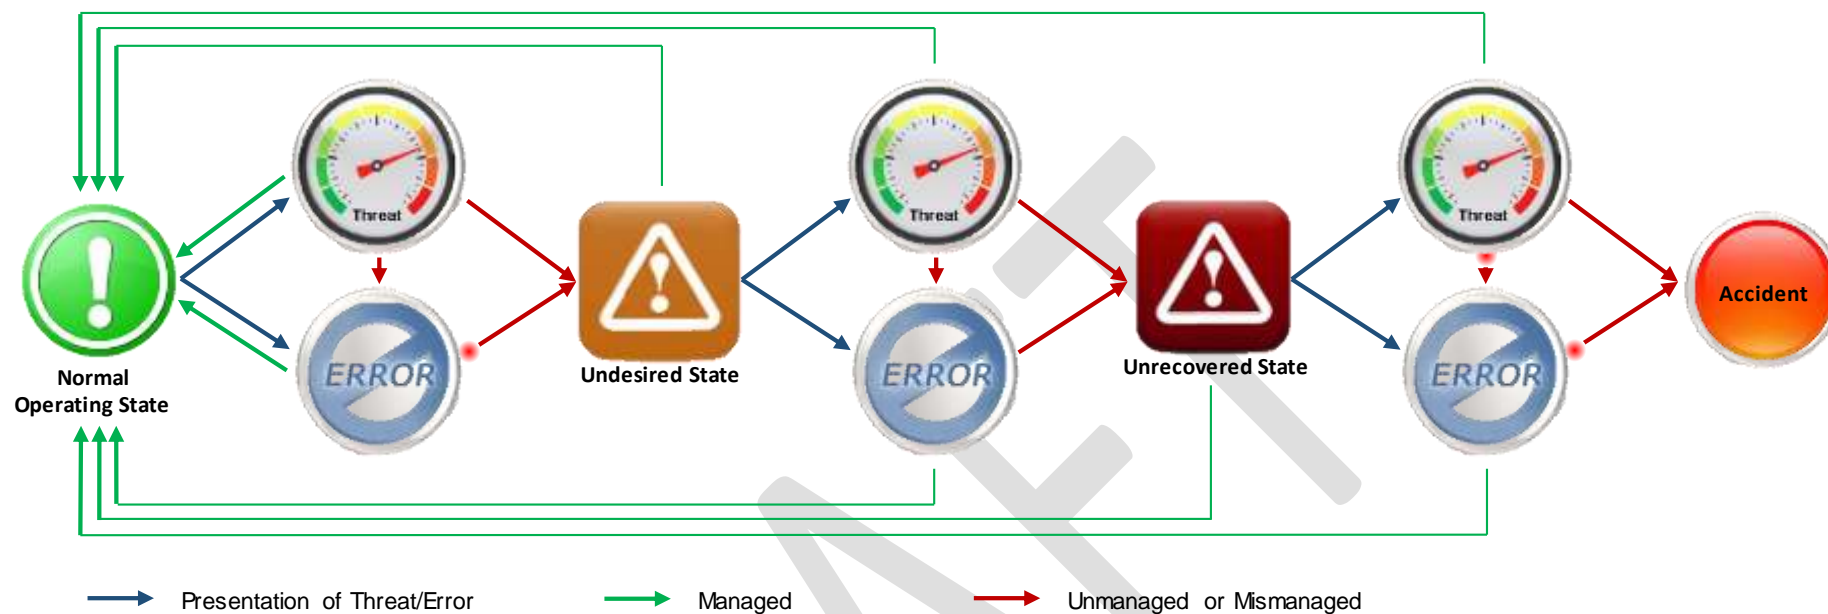 Threat
Threat
Threat
Accident
ERROR
ERROR
ERROR
Normal
Operating State
Undesired State
Unrecovered State
Presentation of Threat/Error
Managed
Unmanaged or Mismanaged